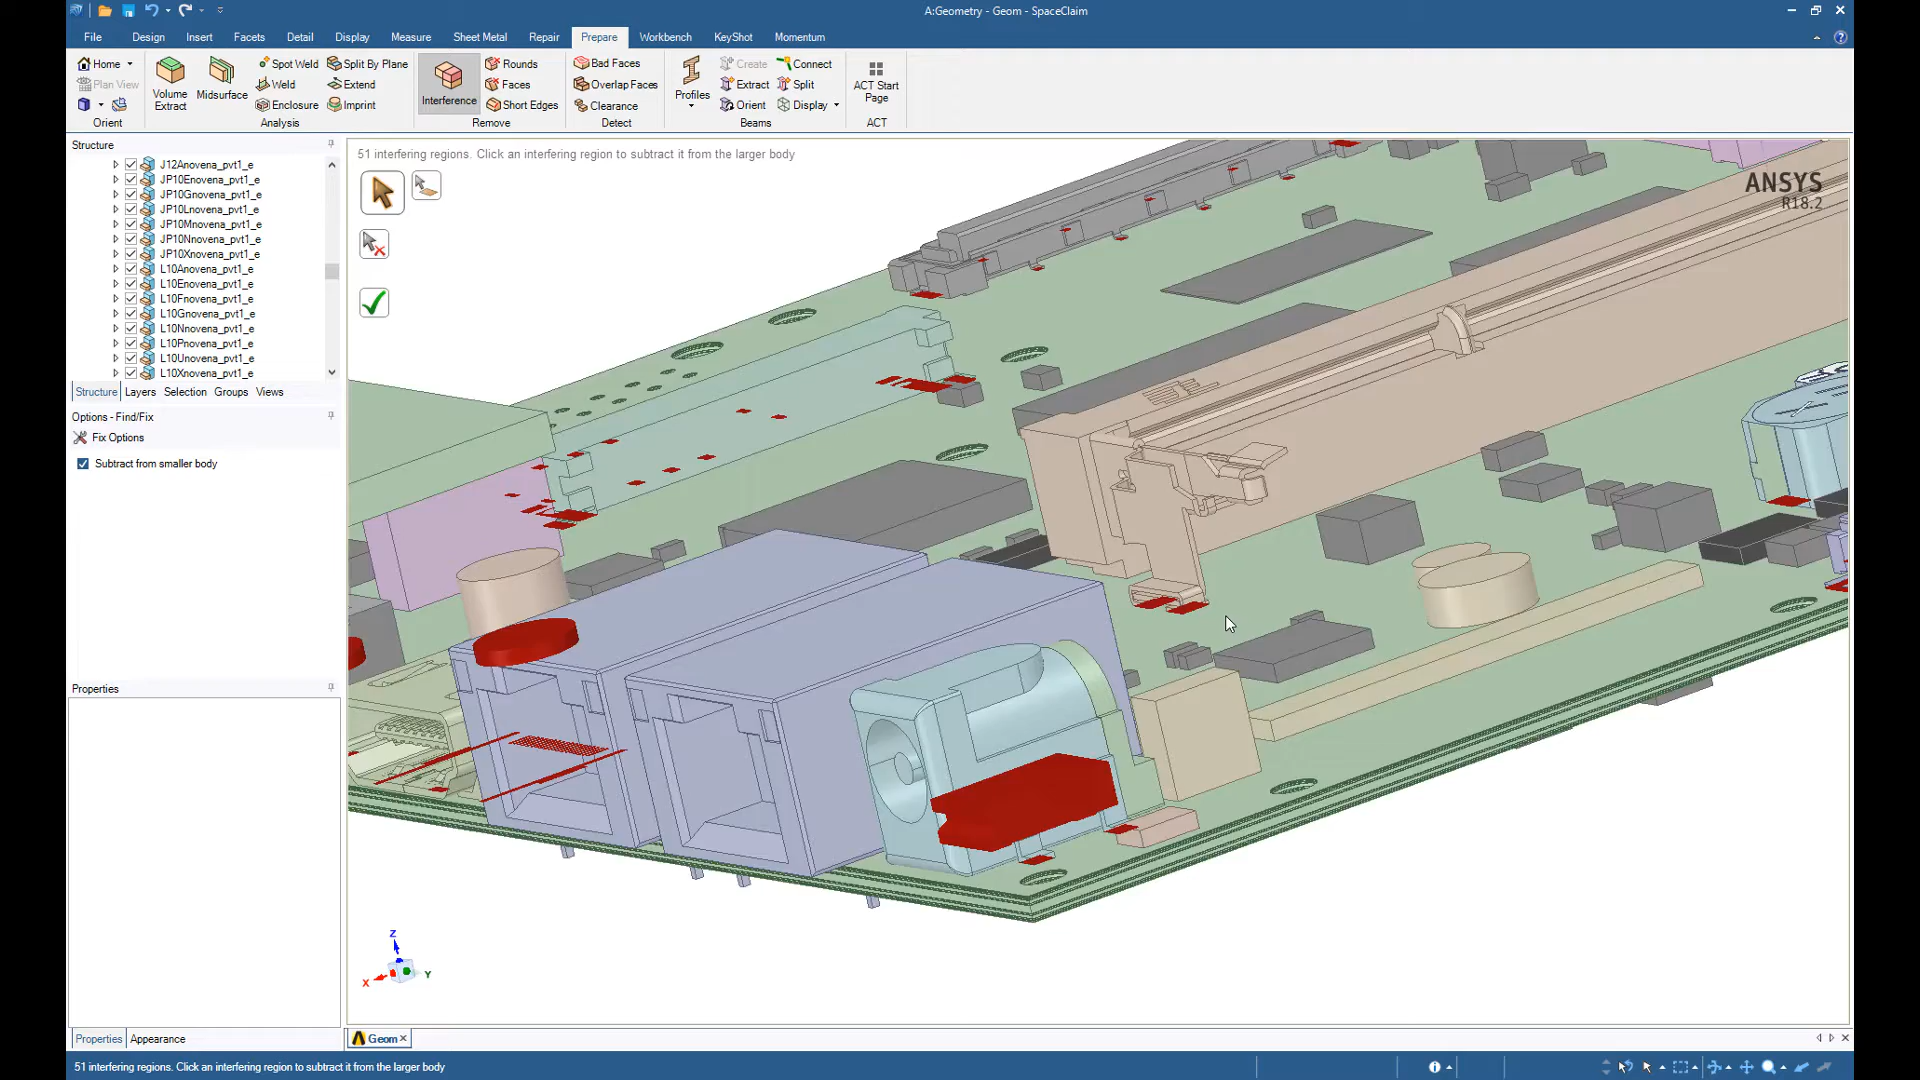 A:Geometry - Geom - SpaceClaim
File Design Insert Facets Detail Display Measure Sheet Metal Repair Prepare Workbench KeyShot Momentum
Home
Plan View
Orient
Volume Extract
Midsurface
Spot Weld
Weld
Enclosure
Split By Plane
Extend
Imprint
Analysis
Interference
Rounds
Faces
Short Edges
Remove
Bad Faces
Overlap Faces
Clearance
Detect
Profiles
Create
Extract
Orient
Connect
Split
Display
Beams
ACT Start
Page
ACT
Structure
J12Anovena_pvt1_e
JP10Enovena_pvt1_e
JP10Gnovena_pvt1_e
JP10Lnovena_pvt1_e
JP10Mnovena_pvt1_e
JP10Nnovena_pvt1_e
JP10Xnovena_pvt1_e
L10Anovena_pvt1_e
L10Enovena_pvt1_e
L10Fnovena_pvt1_e
L10Gnovena_pvt1_e
L10Nnovena_pvt1_e
L10Pnovena_pvt1_e
L10Unovena_pvt1_e
L10Xnovena_pvt1_e
Structure Layers Selection Groups Views
Options - Find/Fix
Fix Options
Subtract from smaller body
Properties
Properties Appearance
51 interfering regions. Click an interfering region to subtract it from the larger body
ANSYS
R18.2
Z
X
Y
Geom
51 interfering regions. Click an interfering region to subtract it from the larger body